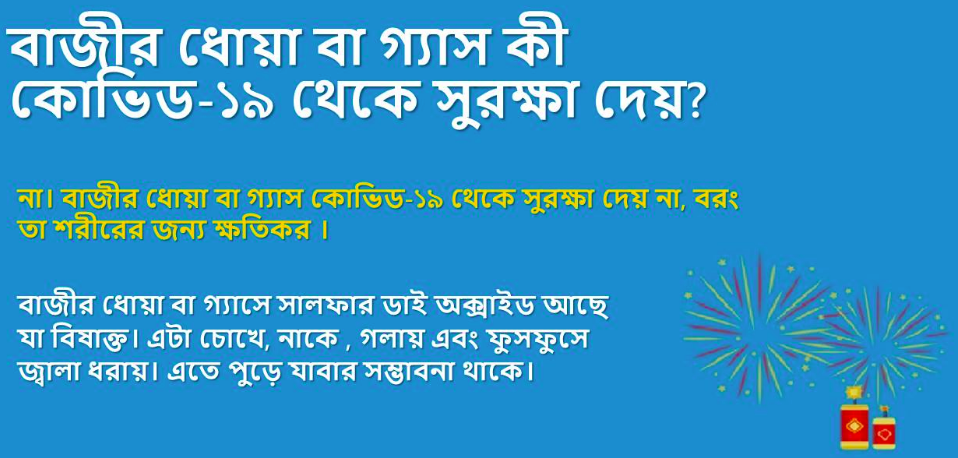 বাজীর ধোয়া বা গ্যাস কী
কোভিড-১৯ থেকে সুরক্ষা দেয়?
না। বাজীর ধোয়া বা গ্যাস কোভিড-১৯ থেকে সুরক্ষা দেয় না, বরং
তা শরীরের জন্য ক্ষতিকর ।
বাজীর ধোয়া বা গ্যাসে সালফার ডাই অক্সাইড আছে
যা বিষাক্ত। এটা চোখে, নাকে , গলায় এবং ফুসফুসে
জ্বালা ধরায়। এতে পুড়ে যাবার সম্ভাবনা থাকে।